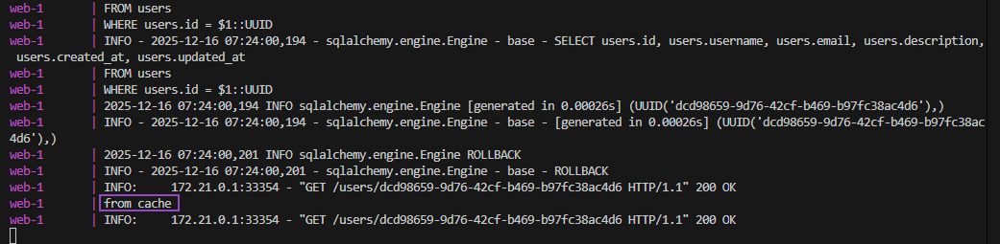 web-1 | FROM users
web-1 | WHERE users.id = $1::UUID
web-1 | INFO - 2025-12-16 07:24:00,194 - sqlalchemy.engine.Engine - base - SELECT users.id, users.username, users.email, users.description,
users.created_at, users.updated_at
web-1 | FROM users
web-1 | WHERE users.id = $1::UUID
web-1 | 2025-12-16 07:24:00,194 INFO sqlalchemy.engine.Engine [generated in 0.00026s] (UUID('dcd98659-9d76-42cf-b469-b97fc38ac4d6'),)
web-1 | INFO - 2025-12-16 07:24:00,194 - sqlalchemy.engine.Engine - base - [generated in 0.00026s] (UUID('dcd98659-9d76-42cf-b469-b97fc38ac
4d6'),)
web-1 | 2025-12-16 07:24:00,201 INFO sqlalchemy.engine.Engine ROLLBACK
web-1 | INFO - 2025-12-16 07:24:00,201 - sqlalchemy.engine.Engine - base - ROLLBACK
web-1 | INFO: 172.21.0.1:33354 - "GET /users/dcd98659-9d76-42cf-b469-b97fc38ac4d6 HTTP/1.1" 200 OK
web-1 | from cache
web-1 | INFO: 172.21.0.1:33354 - "GET /users/dcd98659-9d76-42cf-b469-b97fc38ac4d6 HTTP/1.1" 200 OK